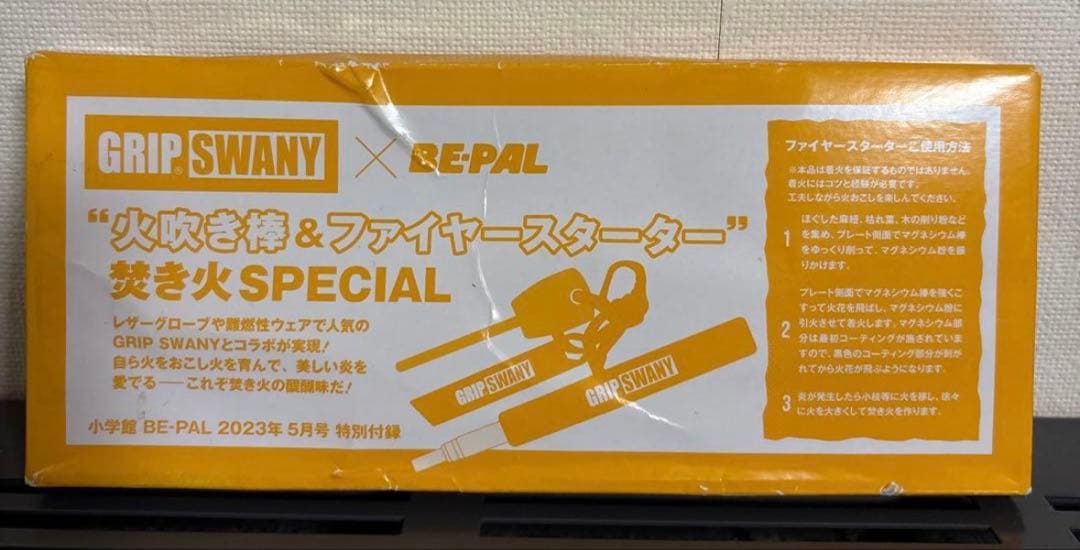 GRIP SWANY × BE-PAL
“火吹き棒&ファイヤースターター”
焚き火SPECIAL
レザーグローブや難燃性ウェアで人気の
GRIP SWANYとコラボが実現!
自ら火をおこし火を育んで、美しい炎を
愛でる──これぞ焚き火の醍醐味だ!
小学館 BE-PAL 2023年5月号 特別付録
GRIP SWANY
GRIP SWANY
ファイヤースターターご使用方法
※本品は着火を保証するものではありません。
着火にはコツと経験が必要です。
工夫しながら火おこしを楽しんでください。
1 ほぐした麻紐、枯れ葉、木の削り粉など
を集め、プレート側面でマグネシウム棒
をゆっくり削って、マグネシウム粉を振
りかけます。
2 プレート側面でマグネシウム棒を強くこ
すって火花を飛ばし、マグネシウム粉に
引火させて着火します。マグネシウム部
分は最初コーティングが施されています
ので、黒色のコーティング部分が剥が
れてから火花が飛ぶようになります。
3 炎が発生したら小枝等に火を移し、徐々
に火を大きくして焚き火を作ります。